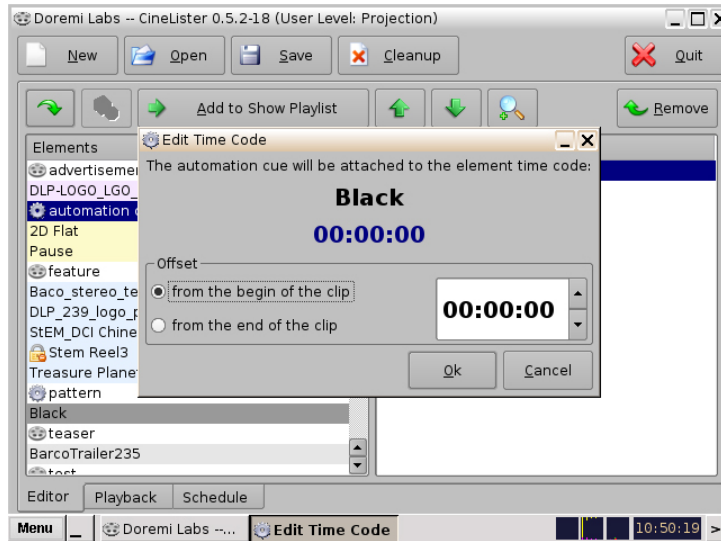 Doremi Labs -- CineLister 0.5.2-18 (User Level: Projection)
New Open Save Cleanup Quit
Add to Show Playlist Remove
Elements
Edit Time Code
The automation cue will be attached to the element time code:
Black
00:00:00
Offset
from the begin of the clip
from the end of the clip
00:00:00
Ok Cancel
DLP-LOGO_LGO_
automation
2D Flat
Pause
feature
Baco_stereo_te
DLP_239_logo_p
StEM_DCI Chine
Stem Reel3
Treasure Plane
pattern
Black
teaser
BarcoTrailer235
Editor Playback Schedule
Menu _ Doremi Labs --... Edit Time Code 10:50:19 >